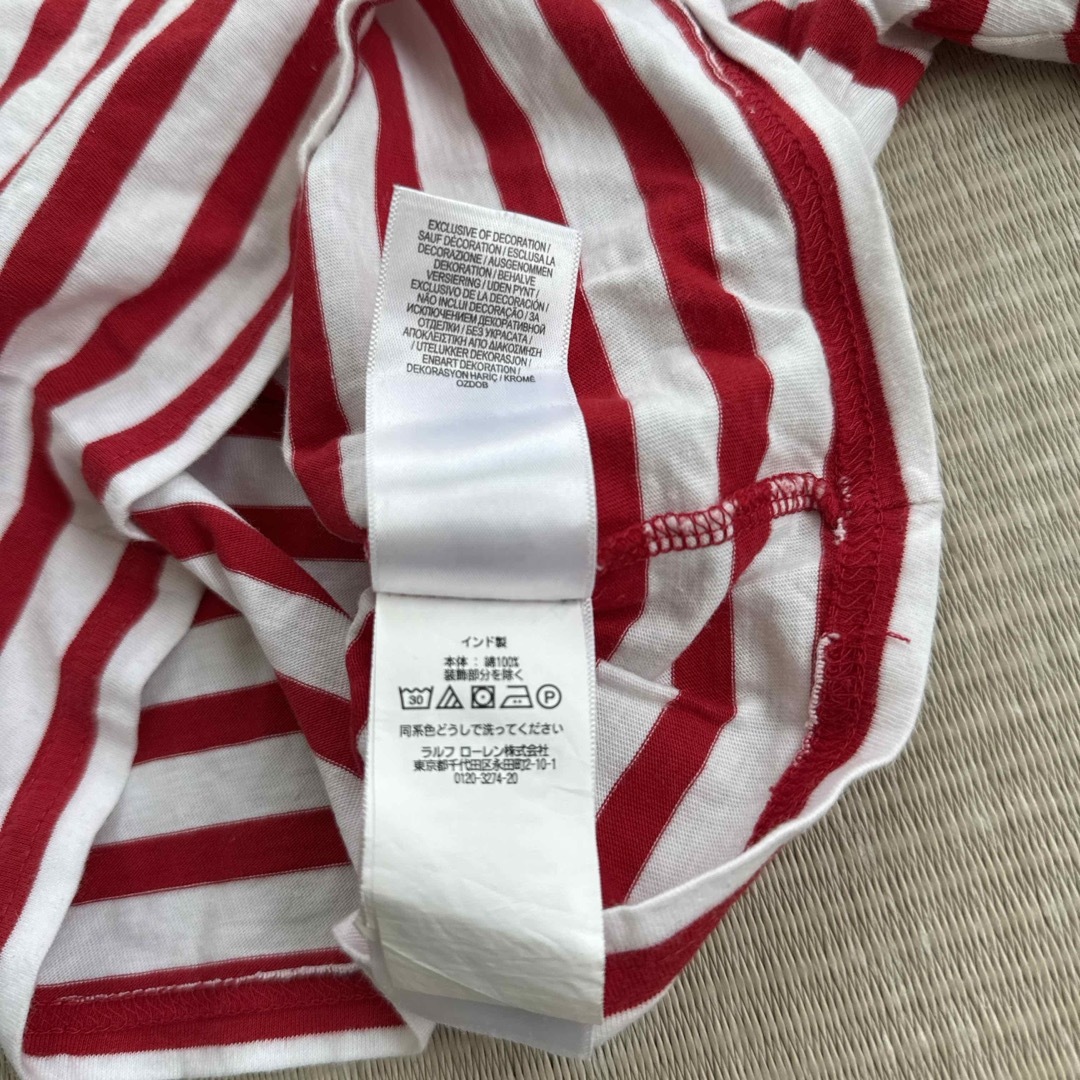 EXCLUSIVE OF DECORATION /
SAUF DÉCORATION / ESCLUSA LA
DECORAZIONE / AUSGENOMMEN
DEKORATION / BEHALVE
VERSIERING / UDEN PYNT /
EXCLUSIVO DE LA DECORACIÓN /
NÃO INCLUI DECORAÇÃO / ЗА
ИСКЛЮЧЕНИЕМ ДЕКОРАТИВНОЙ
ОТДЕЛКИ / БЕЗ УКРАСАТА /
ΑΠΟΚΛΕΙΣΤΙΚΗ ΑΠΟ ΔΙΑΚΟΣΜΗΣΗ
/ UTELUKKER DEKORASJON /
ENBART DEKORATION /
DEKORASYON HARİÇ / KROMĚ
OZDOB
インド製
本体 : 綿100%
装飾部分を除く
30 P
同系色どうしで洗ってください
ラルフ ローレン株式会社
東京都千代田区永田町2-10-1
0120-3274-20